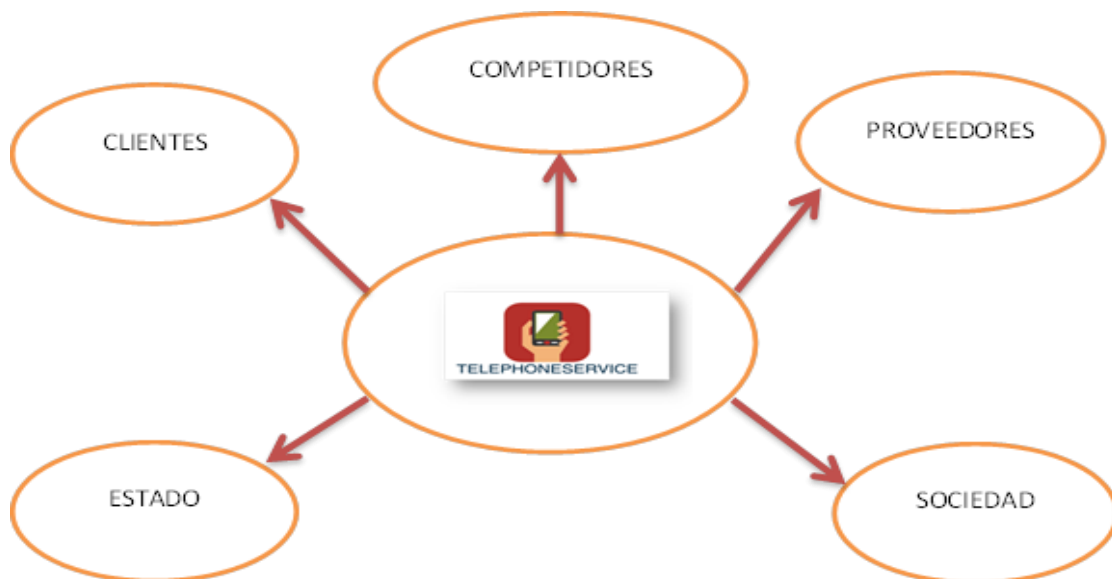 COMPETIDORES
CLIENTES
PROVEEDORES
TELEPHONESERVICE
ESTADO
SOCIEDAD